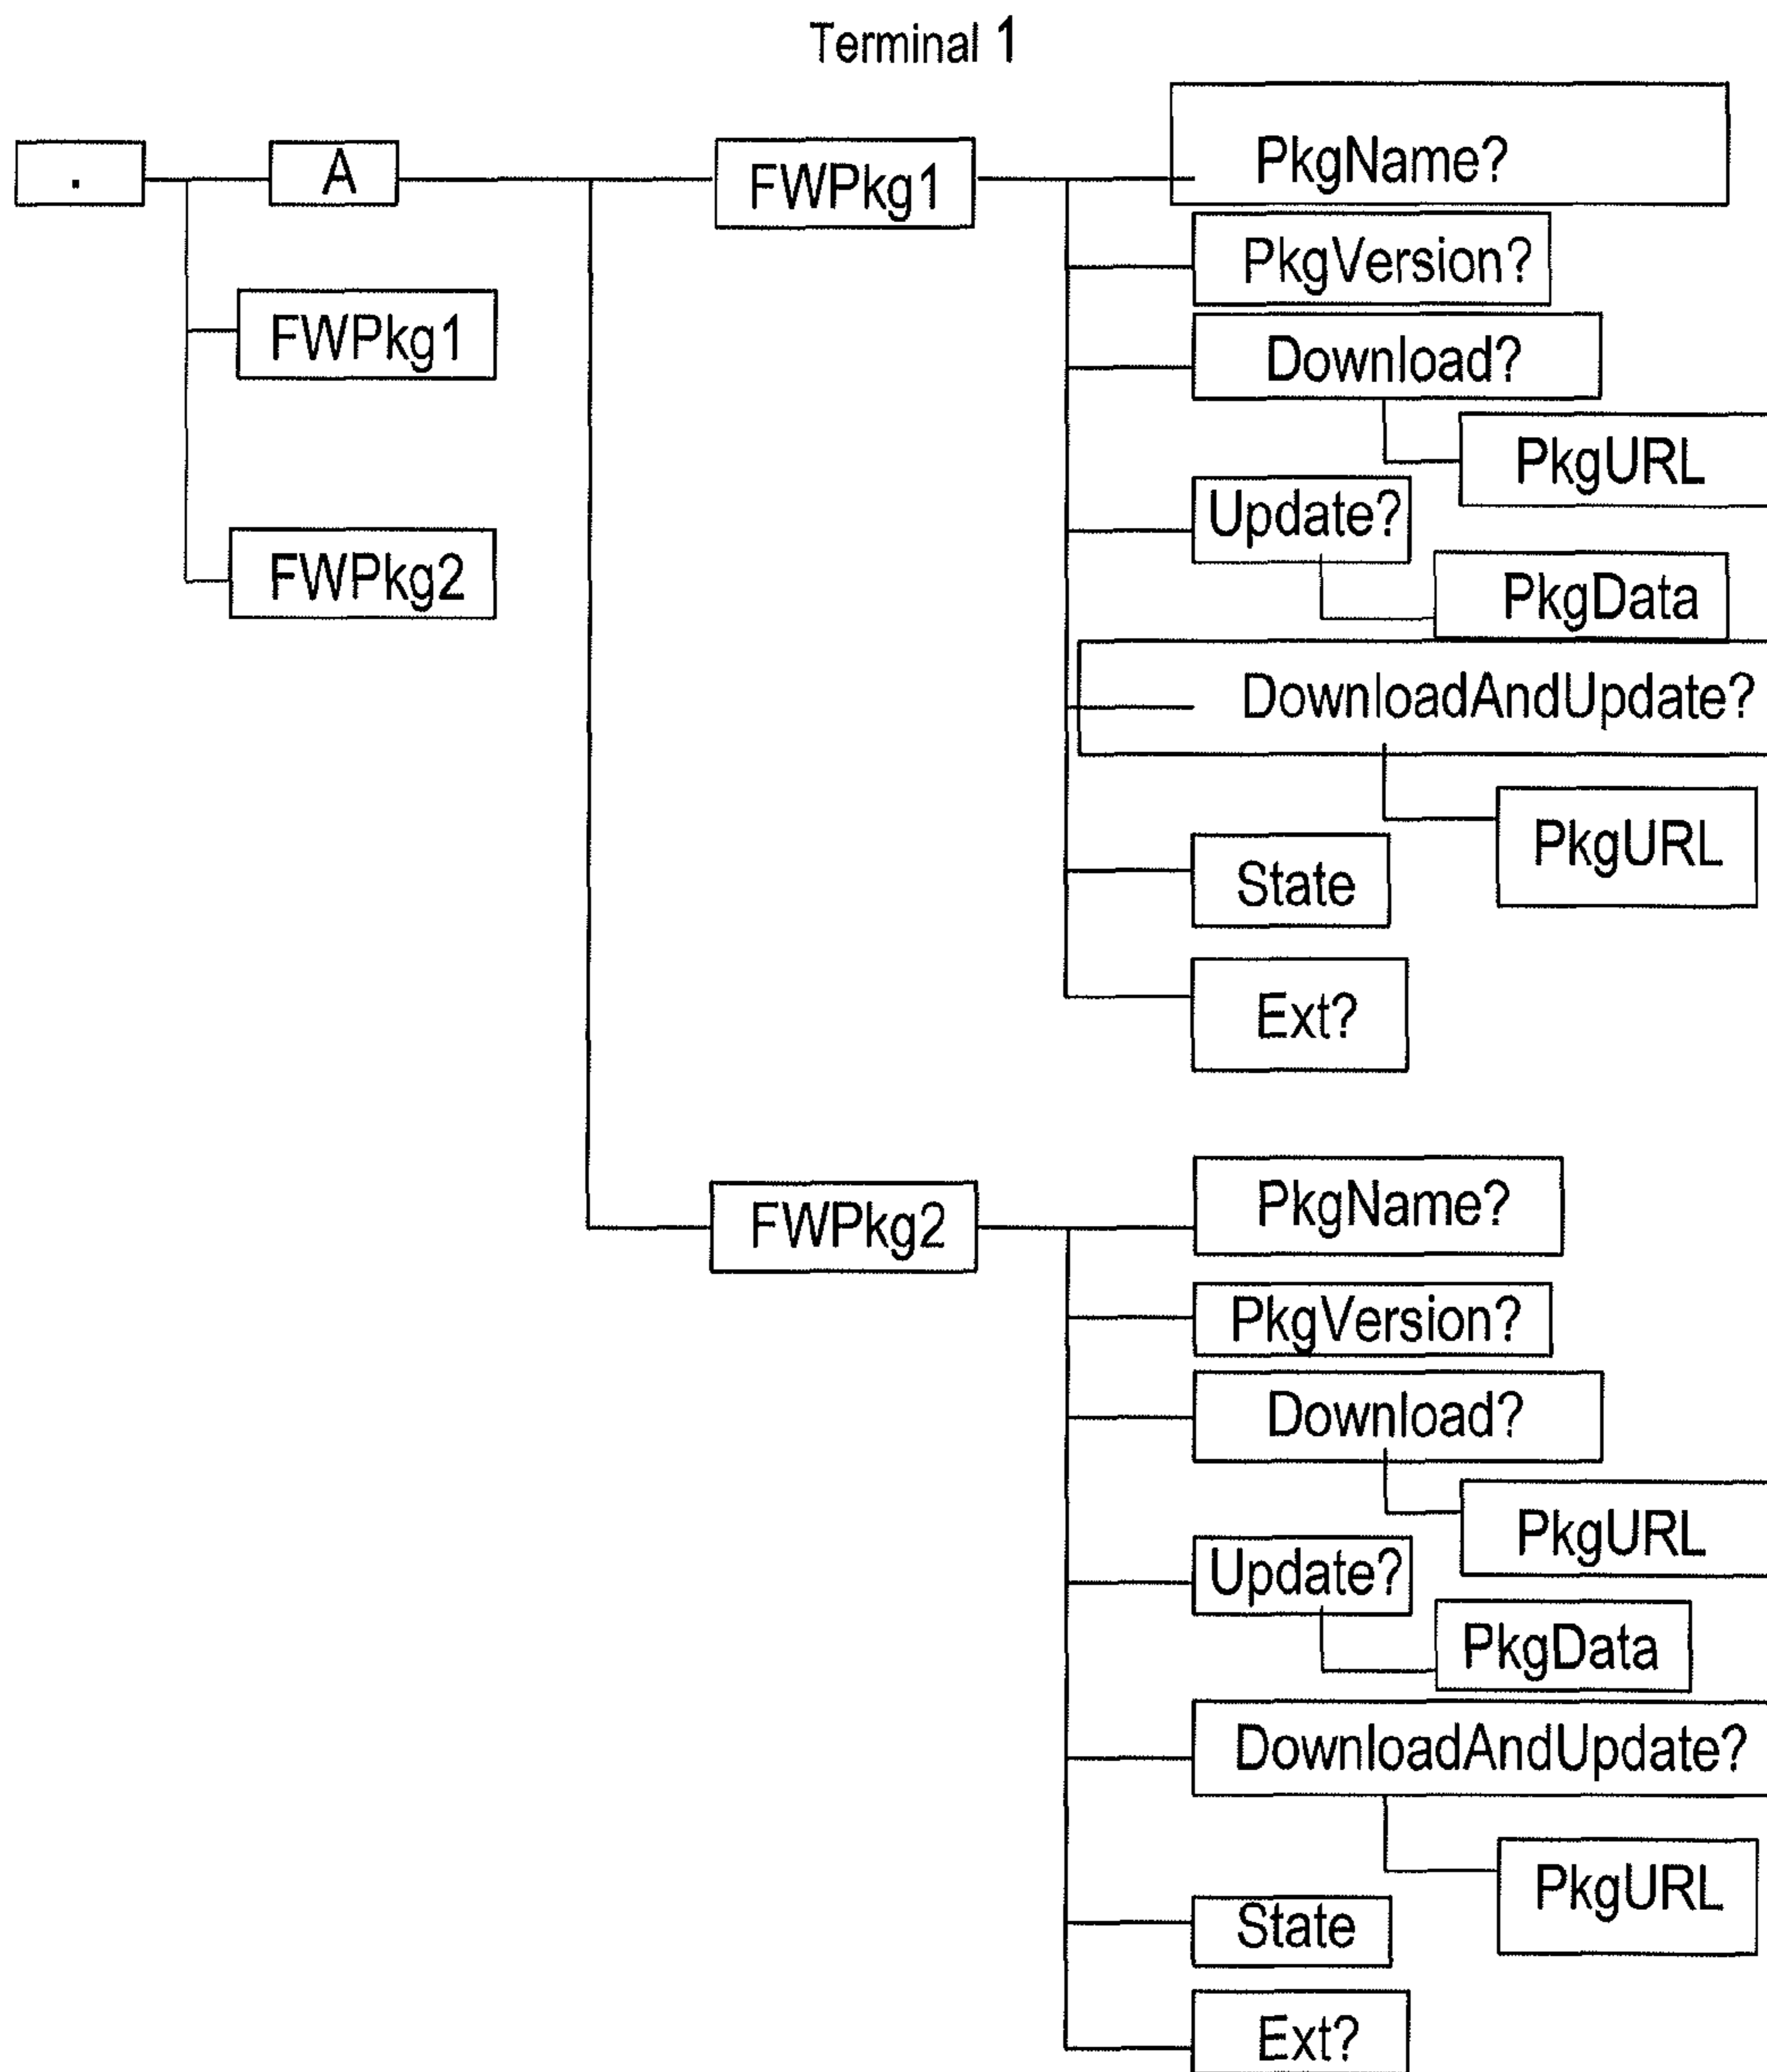 Terminal 1
.
A
FWPkg1
FWPkg2
FWPkg1
PkgName?
PkgVersion?
Download?
PkgURL
Update?
PkgData
DownloadAndUpdate?
PkgURL
State
Ext?
FWPkg2
PkgName?
PkgVersion?
Download?
PkgURL
Update?
PkgData
DownloadAndUpdate?
PkgURL
State
Ext?